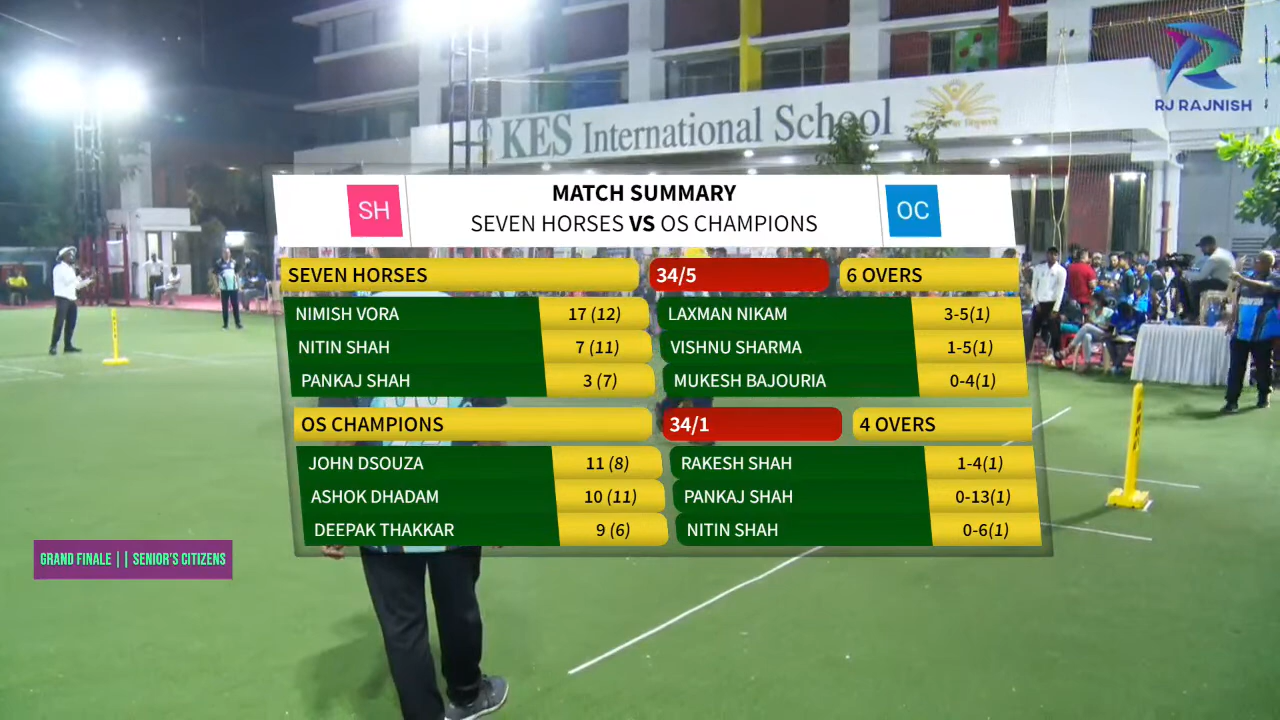 RJ RAJNISH
KES International School
MATCH SUMMARY
SH
SEVEN HORSES VS OS CHAMPIONS
OC
SEVEN HORSES 34/5 6 OVERS
NIMISH VORA 17 (12) LAXMAN NIKAM 3-5(1)
NITIN SHAH 7 (11) VISHNU SHARMA 1-5(1)
PANKAJ SHAH 3 (7) MUKESH BAJOURIA 0-4(1)
OS CHAMPIONS 34/1 4 OVERS
JOHN DSOUZA 11 (8) RAKESH SHAH 1-4(1)
ASHOK DHADAM 10 (11) PANKAJ SHAH 0-13(1)
DEEPAK THAKKAR 9 (6) NITIN SHAH 0-6(1)
GRAND FINALE || SENIOR'S CITIZENS